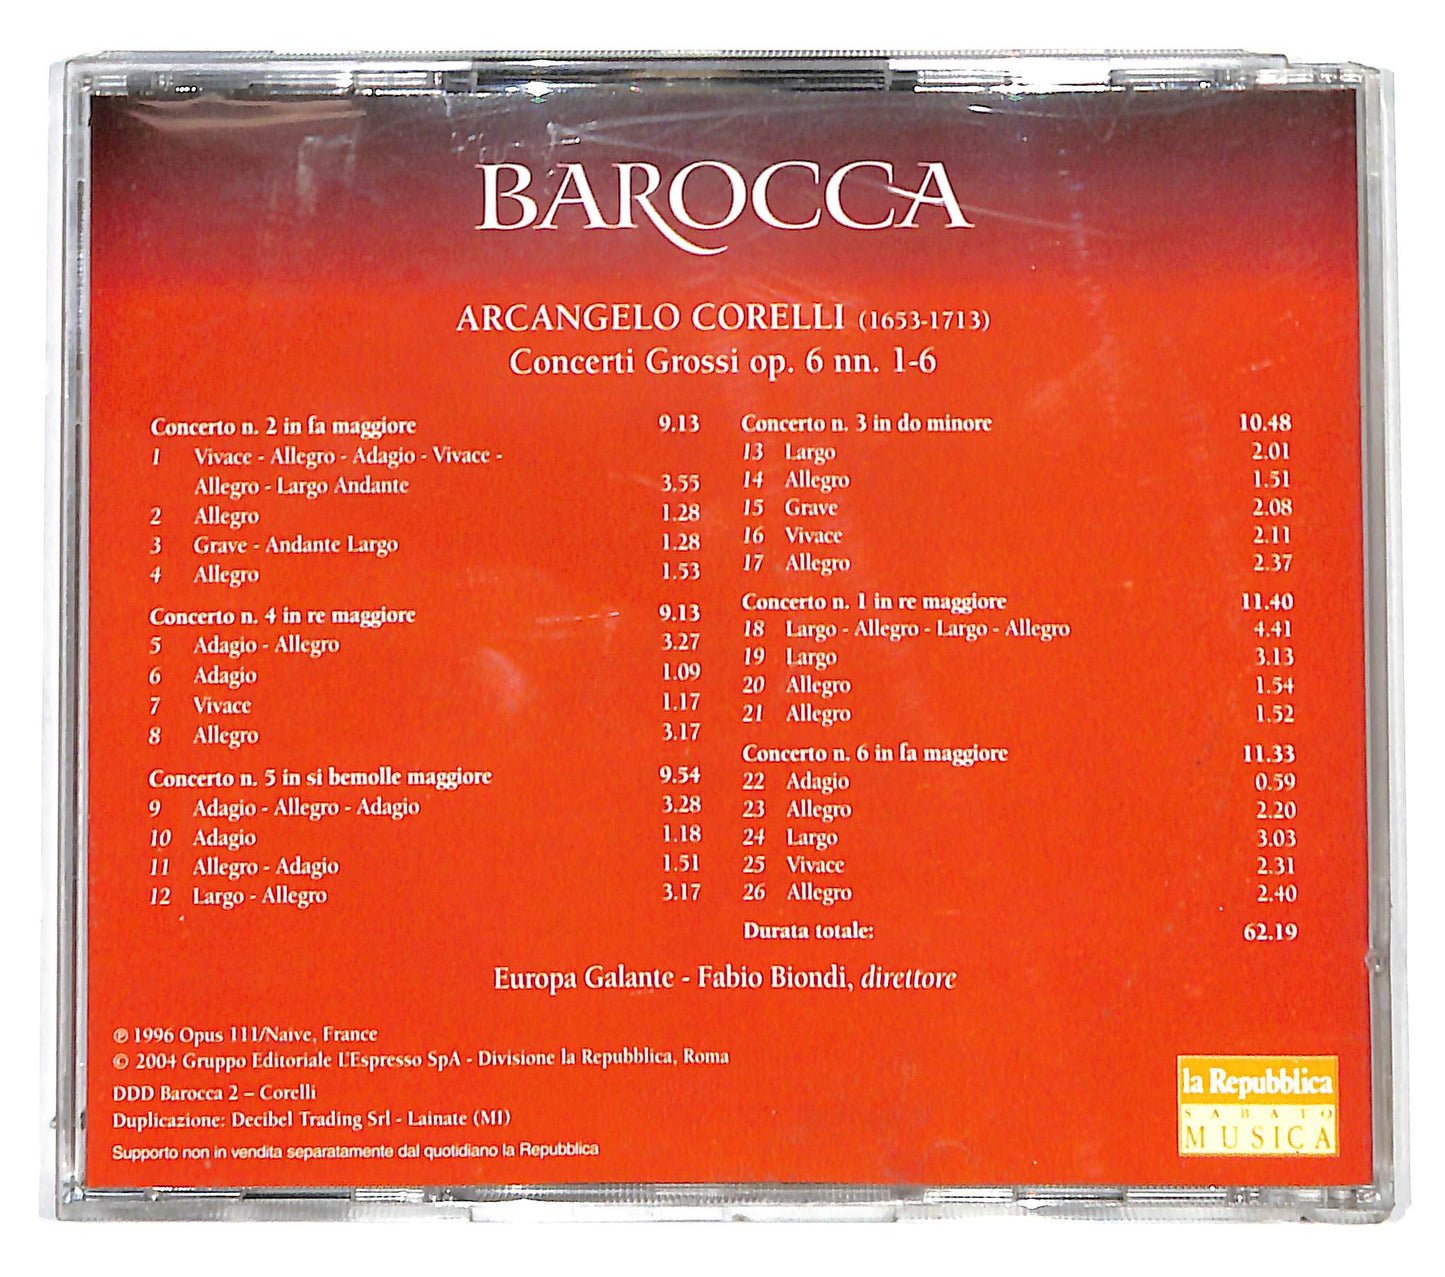 BAROCCA
ARCANGELO CORELLI (1653-1713)
Concerti Grossi op. 6 nn. 1-6
Concerto n. 2 in fa maggiore 9.13
1 Vivace - Allegro - Adagio - Vivace -
Allegro - Largo Andante 3.55
2 Allegro 1.28
3 Grave - Andante Largo 1.28
4 Allegro 1.53
Concerto n. 4 in re maggiore 9.13
5 Adagio - Allegro 3.27
6 Adagio 1.09
7 Vivace 1.17
8 Allegro 3.17
Concerto n. 5 in si bemolle maggiore 9.54
9 Adagio - Allegro - Adagio 3.28
10 Adagio 1.18
11 Allegro - Adagio 1.51
12 Largo - Allegro 3.17
Concerto n. 3 in do minore 10.48
13 Largo 2.01
14 Allegro 1.51
15 Grave 2.08
16 Vivace 2.11
17 Allegro 2.37
Concerto n. 1 in re maggiore 11.40
18 Largo - Allegro - Largo - Allegro 4.41
19 Largo 3.13
20 Allegro 1.54
21 Allegro 1.52
Concerto n. 6 in fa maggiore 11.33
22 Adagio 0.59
23 Allegro 2.20
24 Largo 3.03
25 Vivace 2.31
26 Allegro 2.40
Durata totale: 62.19
Europa Galante - Fabio Biondi, direttore
℗ 1996 Opus 111/Naïve, France
© 2004 Gruppo Editoriale L'Espresso SpA - Divisione la Repubblica, Roma
DDD Barocca 2 – Corelli
Duplicazione: Decibel Trading Srl - Lainate (MI)
Supporto non in vendita separatamente dal quotidiano la Repubblica
la Repubblica
SABATO
MUSICA